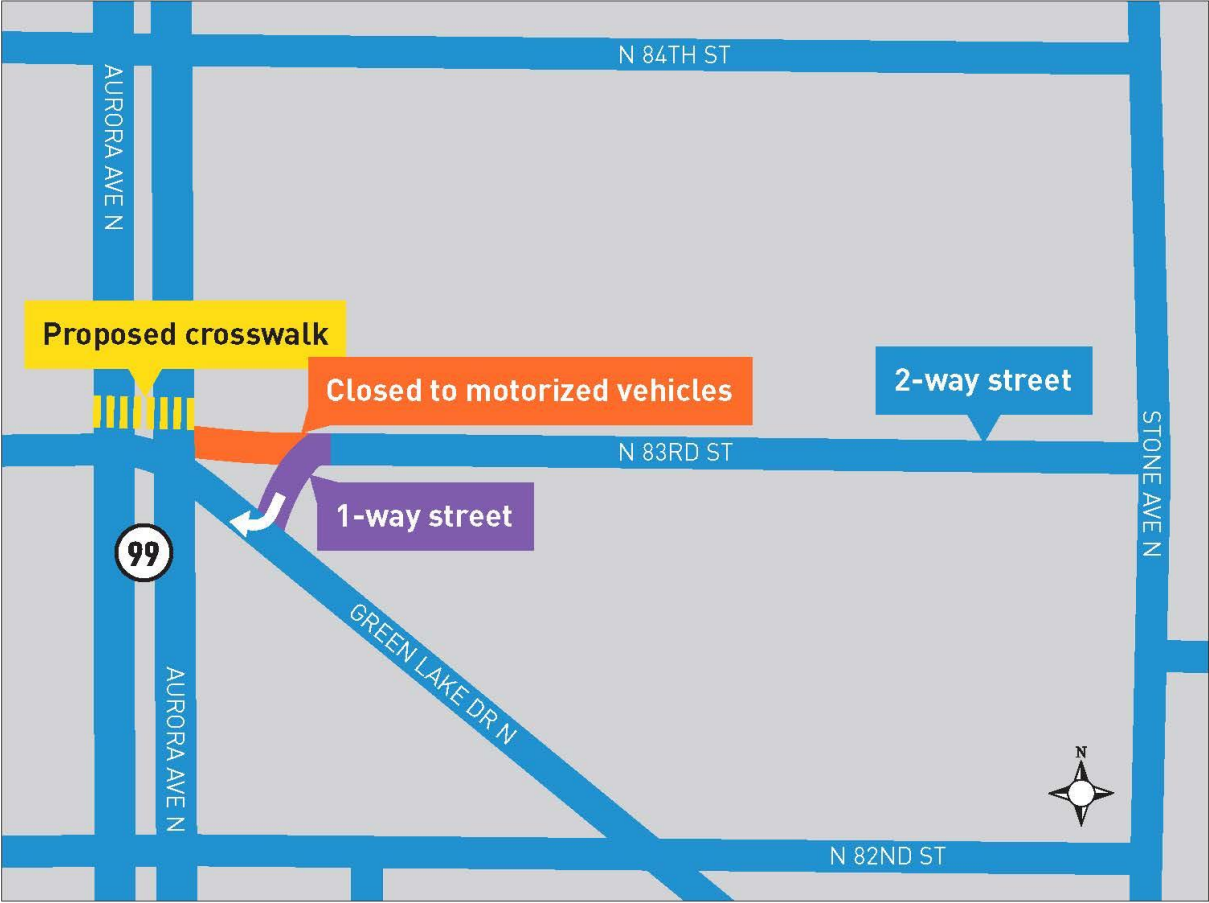 N 84TH ST
AURORA AVE N
Proposed crosswalk
Closed to motorized vehicles
2-way street
N 83RD ST
STONE AVE N
1-way street
99
GREEN LAKE DR N
AURORA AVE N
N
N 82ND ST